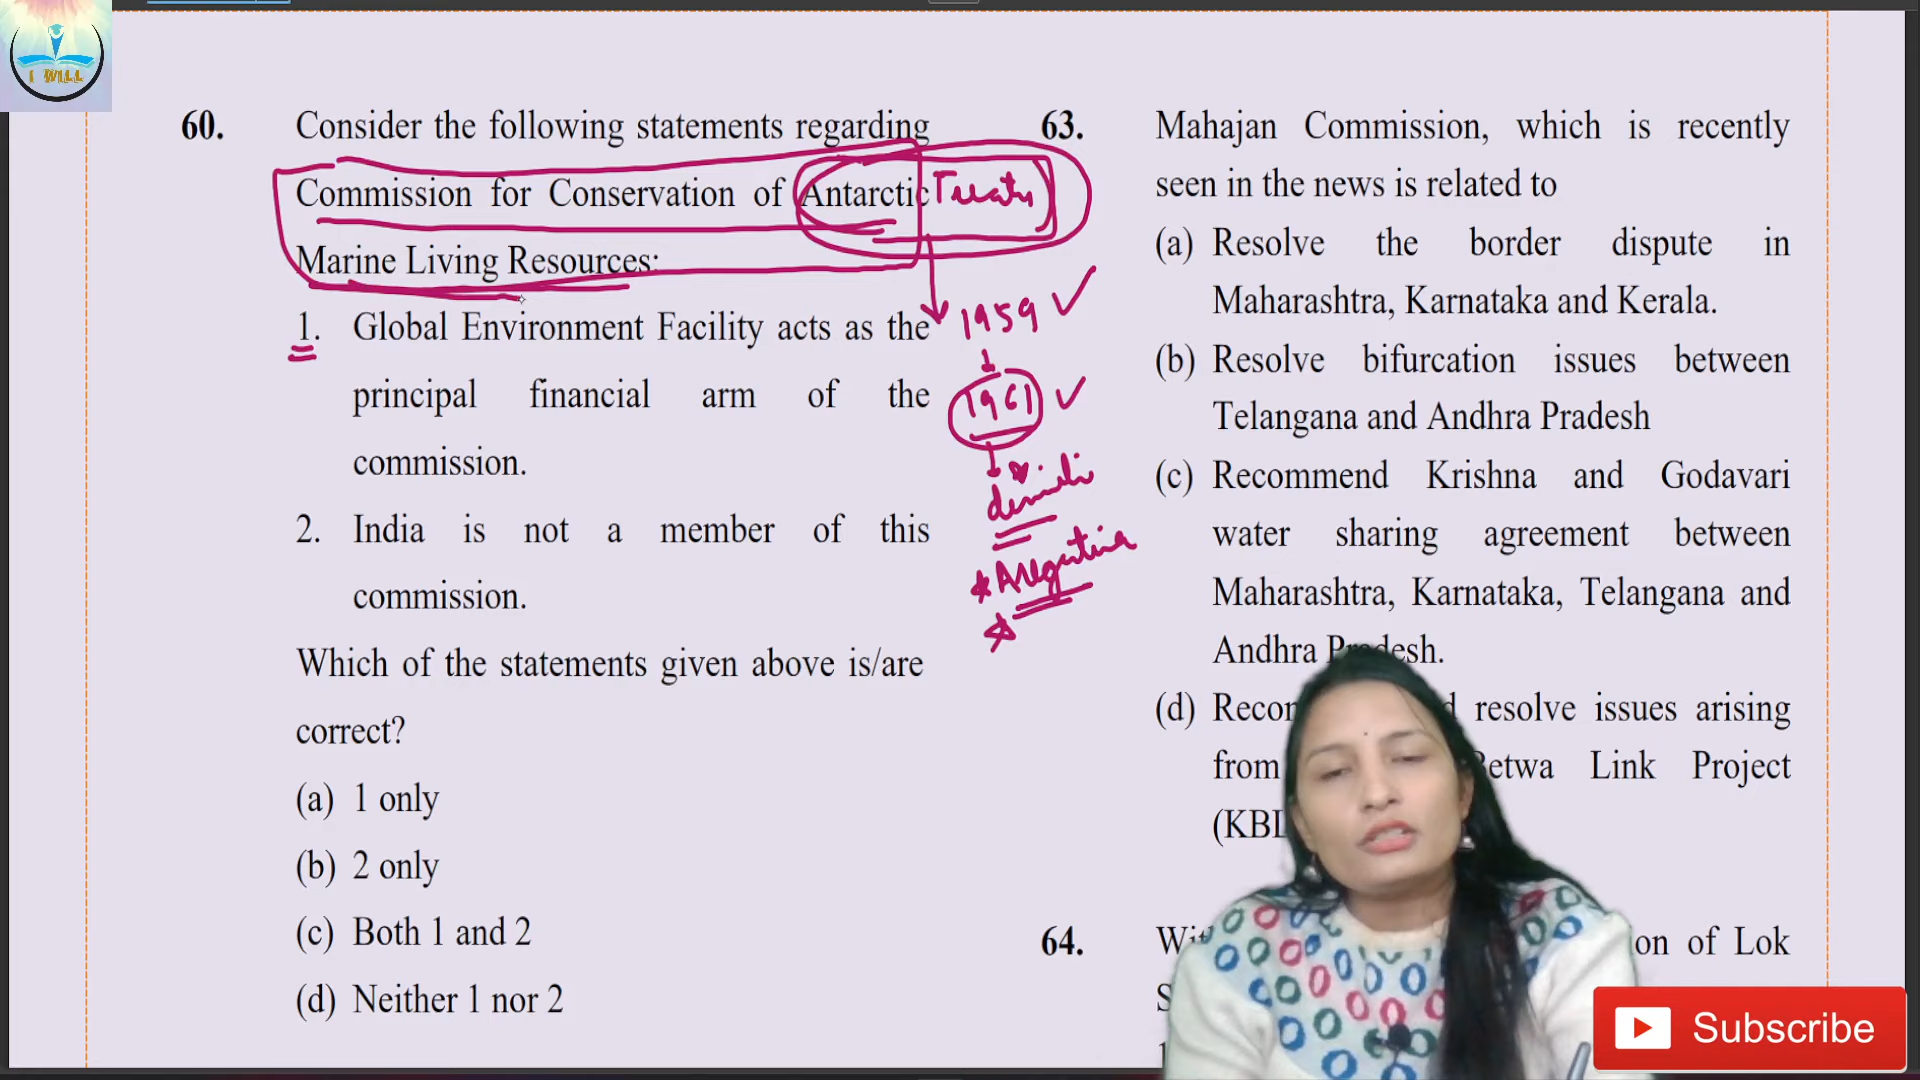 I WILL
60. Consider the following statements regarding
Commission for Conservation of Antarctic Treaty
Marine Living Resources:
1. Global Environment Facility acts as the
principal financial arm of the
commission.
2. India is not a member of this
commission.
Which of the statements given above is/are
correct?
(a) 1 only
(b) 2 only
(c) Both 1 and 2
(d) Neither 1 nor 2
1959
1961
63. Mahajan Commission, which is recently
seen in the news is related to
(a) Resolve the border dispute in
Maharashtra, Karnataka and Kerala.
(b) Resolve bifurcation issues between
Telangana and Andhra Pradesh
(c) Recommend Krishna and Godavari
water sharing agreement between
Maharashtra, Karnataka, Telangana and
Andhra Pradesh.
(d) resolve issues arising
from Betwa Link Project
64. on of Lok
Subscribe